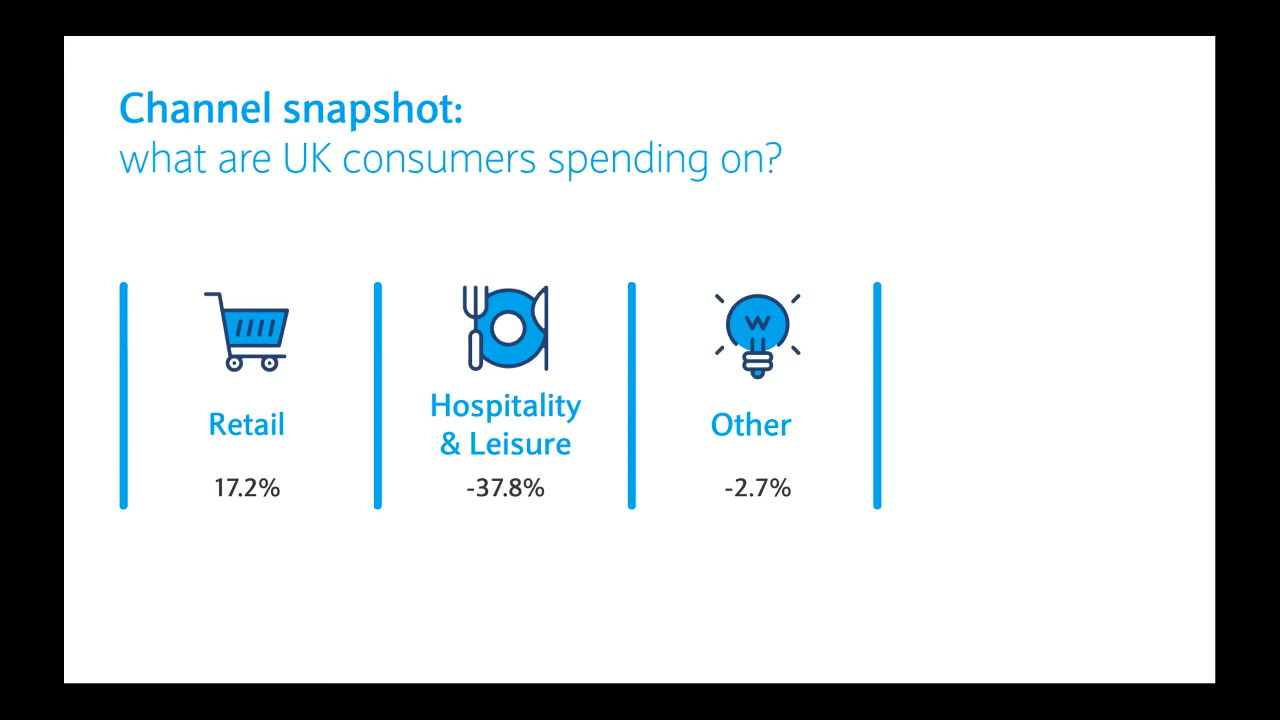 Channel snapshot:
what are UK consumers spending on?
Retail
17.2%
Hospitality
& Leisure
-37.8%
Other
-2.7%